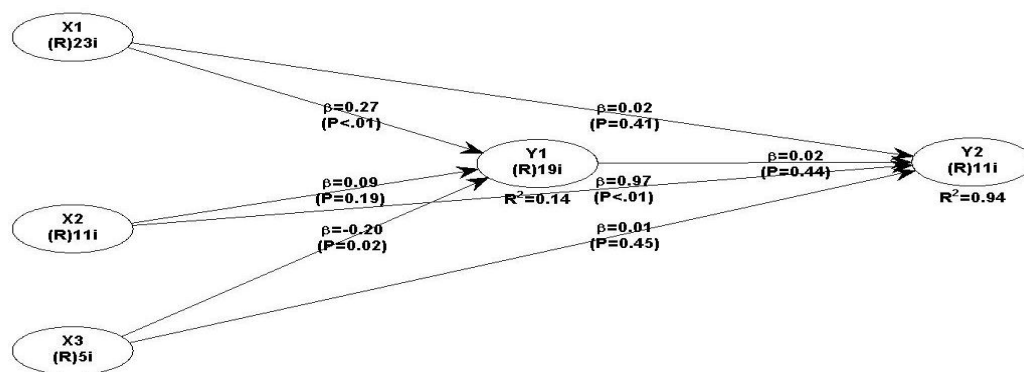 X1
(R)23i
β=0.27
(P<.01)
β=0.02
(P=0.41)
Y1
(R)19i
R²=0.14
β=0.02
(P=0.44)
Y2
(R)11i
R²=0.94
β=0.09
(P=0.19)
β=0.97
(P<.01)
X2
(R)11i
β=-0.20
(P=0.02)
β=0.01
(P=0.45)
X3
(R)5i